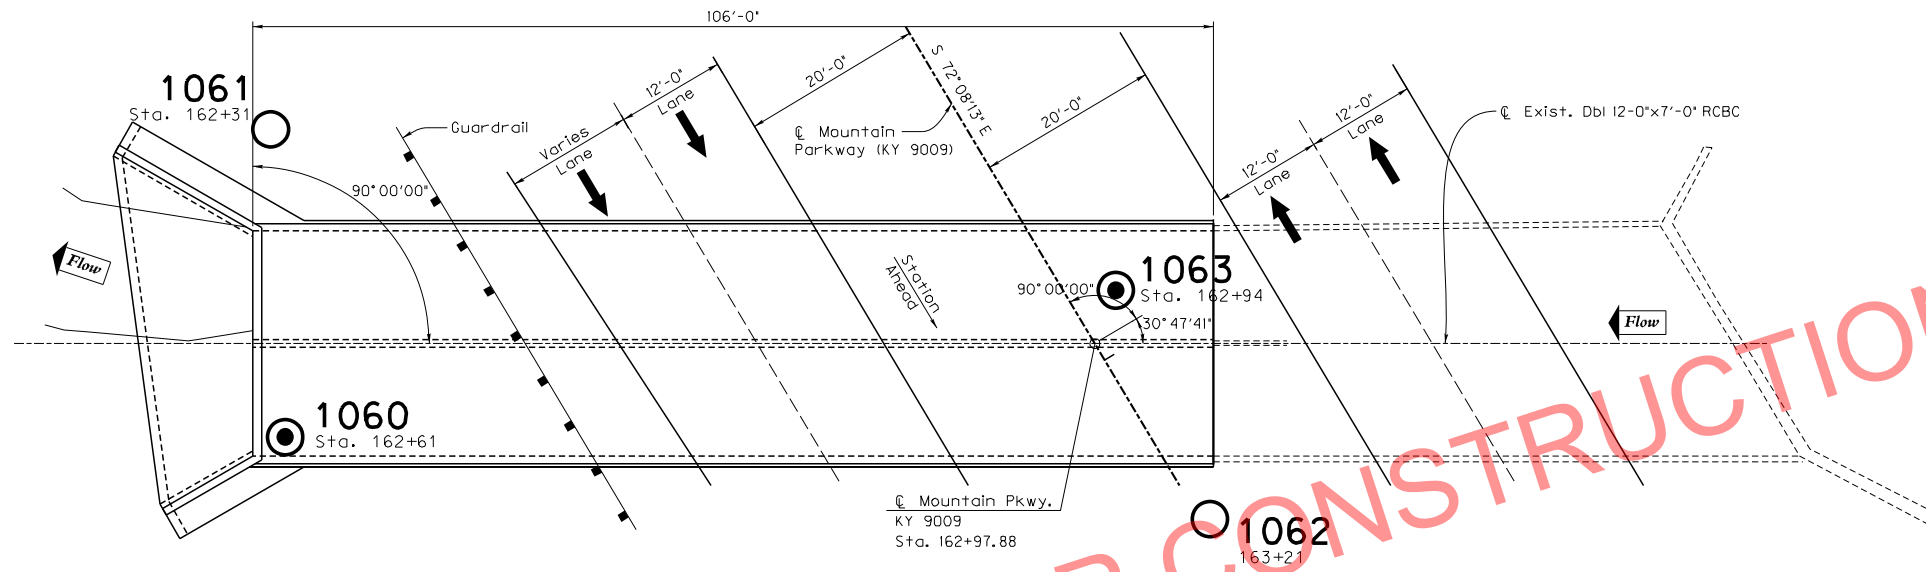 106'-0"
1061
Sta. 162+31
Guardrail
90°00'00"
Varies
Lane
12'-0"
Lane
20'-0"
S 72°08'13" E
℄ Mountain
Parkway (KY 9009)
20'-0"
12'-0"
Lane
12'-0"
Lane
℄ Exist. Dbl 12-0"x7'-0" RCBC
Flow
Station
Ahead
1063
Sta. 162+94
90°00'00"
30°47'41"
Flow
1060
Sta. 162+61
℄ Mountain Pkwy.
KY 9009
Sta. 162+97.88
1062
163+21
CONSTRUCTION